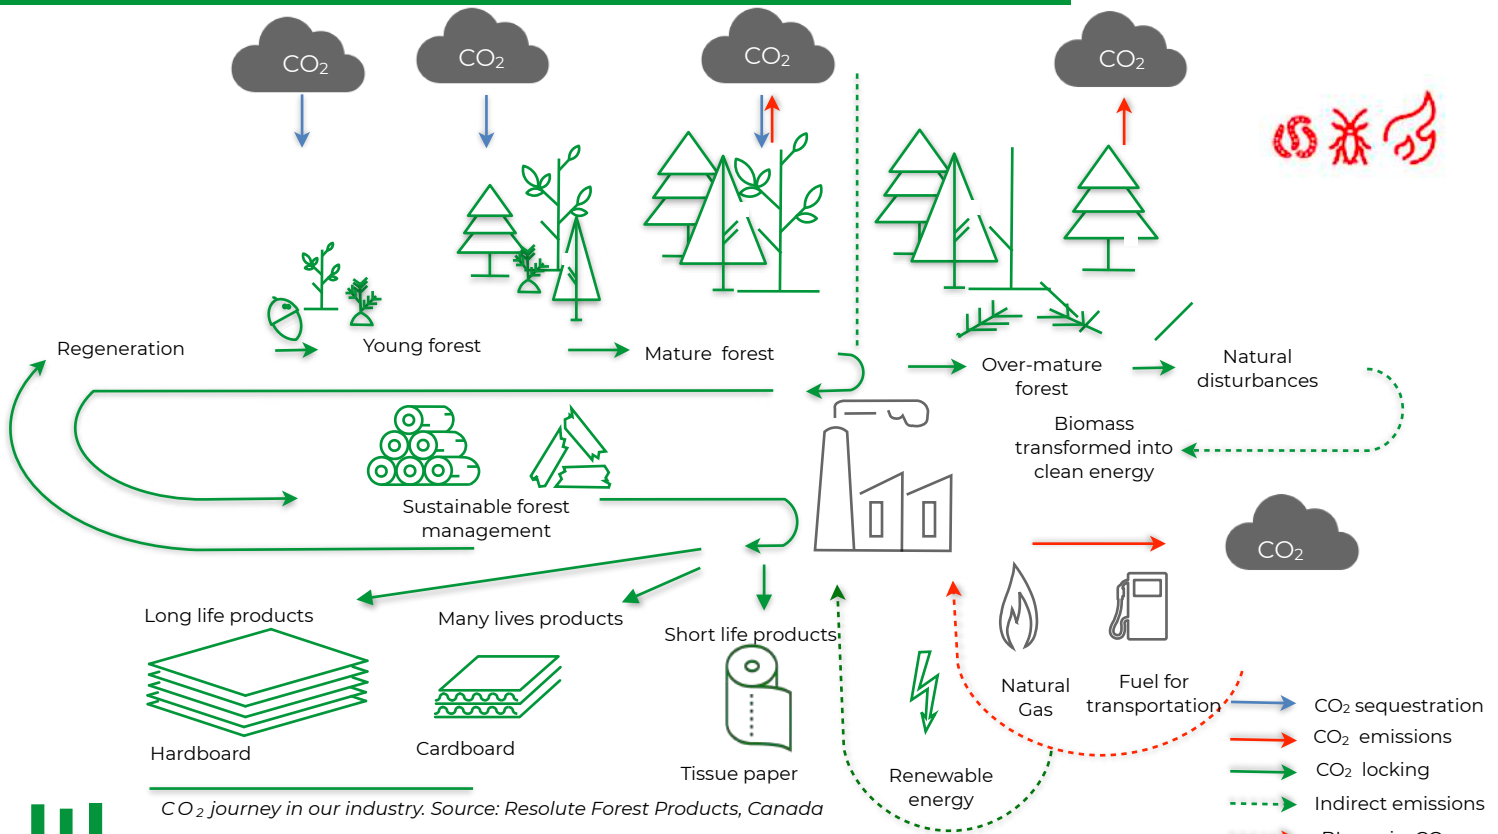 CO₂
CO₂
CO₂
CO₂
Regeneration
Young forest
Mature forest
Over-mature
forest
Natural
disturbances
Biomass
transformed into
clean energy
Sustainable forest
management
CO₂
Long life products
Many lives products
Short life products
Natural
Gas
Fuel for
transportation
Hardboard
Cardboard
Tissue paper
Renewable
energy
CO₂ sequestration
CO₂ emissions
CO₂ locking
Indirect emissions
CO₂ journey in our industry. Source: Resolute Forest Products, Canada